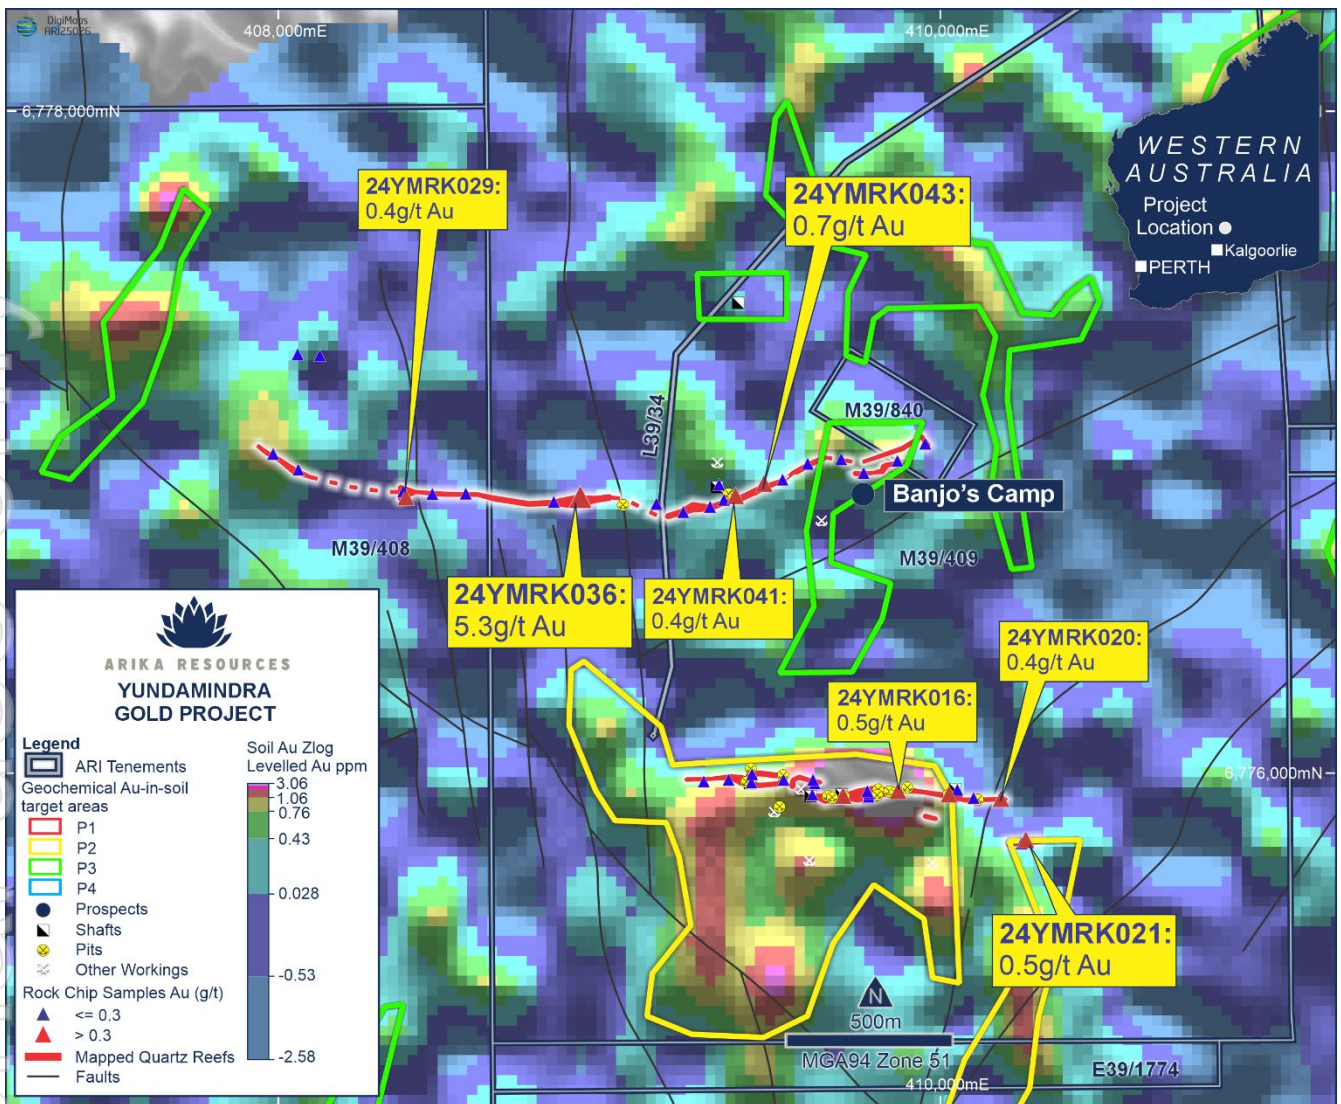 DigiMaps
ARI25026
408,000mE
410,000mE
6,778,000mN
WESTERN
AUSTRALIA
Project
Location
Kalgoorlie
PERTH
24YMRK029:
0.4g/t Au
24YMRK043:
0.7g/t Au
L39/34
M39/840
Banjo's Camp
M39/408
M39/409
24YMRK036:
5.3g/t Au
24YMRK041:
0.4g/t Au
24YMRK020:
0.4g/t Au
24YMRK016:
0.5g/t Au
6,776,000mN
24YMRK021:
0.5g/t Au
N
500m
MGA94 Zone 51
410,000mE
E39/1774
ARIKA RESOURCES
YUNDAMINDRA
GOLD PROJECT
Legend
ARI Tenements
Geochemical Au-in-soil
target areas
P1
P2
P3
P4
Prospects
Shafts
Pits
Other Workings
Rock Chip Samples Au (g/t)
<= 0.3
> 0.3
Mapped Quartz Reefs
Faults
Soil Au Zlog
Levelled Au ppm
3.06
1.06
0.76
0.43
0.028
-0.53
-2.58